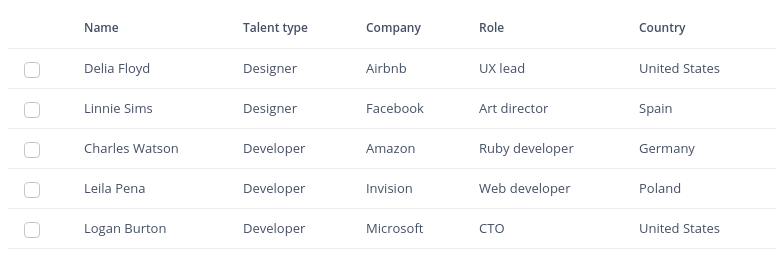 Name Talent type Company Role Country
Delia Floyd Designer Airbnb UX lead United States
Linnie Sims Designer Facebook Art director Spain
Charles Watson Developer Amazon Ruby developer Germany
Leila Pena Developer Invision Web developer Poland
Logan Burton Developer Microsoft CTO United States